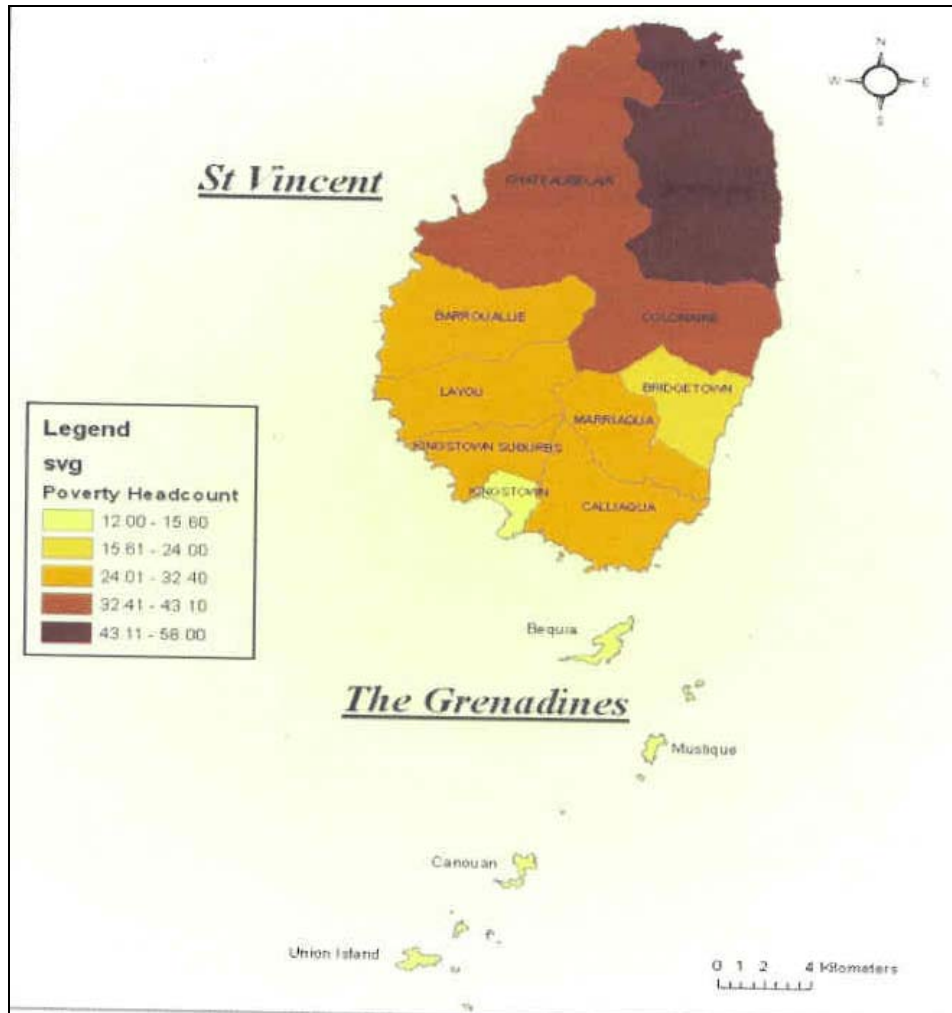 N
W E
S
St Vincent
CHATEAUBELAIR
BARROUALLIE
COLONAIRE
LAYOU
BRIDGETOWN
MARRIAQUA
KINGSTOWN SUBURBS
KINGSTOWN
CALLIAQUA
Legend
svg
Poverty Headcount
12.00 - 15.60
15.61 - 24.00
24.01 - 32.40
32.41 - 43.10
43.11 - 58.00
Bequia
The Grenadines
Mustique
Canouan
Union Island
0 1 2 4 Kilometers